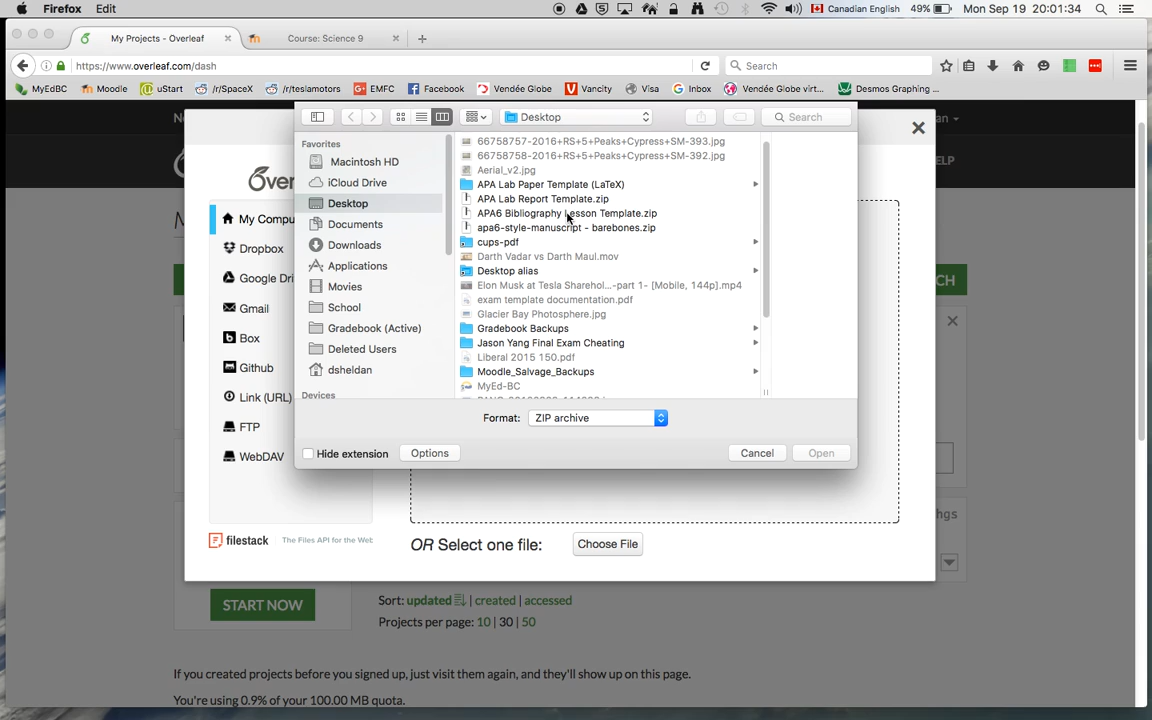 Firefox Edit
Canadian English 49% Mon Sep 19 20:01:34
My Projects - Overleaf Course: Science 9
https://www.overleaf.com/dash Search
MyEdBC Moodle uStart /r/SpaceX /r/teslamotors EMFC Facebook Vendée Globe Vancity Visa Inbox Vendée Globe virt... Desmos Graphing ...
Desktop Search
Favorites
Macintosh HD
iCloud Drive
Desktop
Documents
Downloads
Applications
Movies
School
Gradebook (Active)
Deleted Users
dsheldan
Devices
66758757-2016+RS+5+Peaks+Cypress+SM-393.jpg
66758758-2016+RS+5+Peaks+Cypress+SM-392.jpg
Aerial_v2.jpg
APA Lab Paper Template (LaTeX)
APA Lab Report Template.zip
APA6 Bibliography Lesson Template.zip
apa6-style-manuscript - barebones.zip
cups-pdf
Darth Vadar vs Darth Maul.mov
Desktop alias
Elon Musk at Tesla Sharehol...-part 1- [Mobile, 144p].mp4
exam template documentation.pdf
Glacier Bay Photosphere.jpg
Gradebook Backups
Jason Yang Final Exam Cheating
Liberal 2015 150.pdf
Moodle_Salvage_Backups
MyEd-BC
Format: ZIP archive
Hide extension Options Cancel Open
Over
My Compu
Dropbox
Google Dri
Gmail
Box
Github
Link (URL)
FTP
WebDAV
filestack The Files API for the Web
OR Select one file: Choose File
an
ELP
CH
hgs
START NOW
Sort: updated | created | accessed
Projects per page: 10 | 30 | 50
If you created projects before you signed up, just visit them again, and they'll show up on this page.
You're using 0.9% of your 100.00 MB quota.